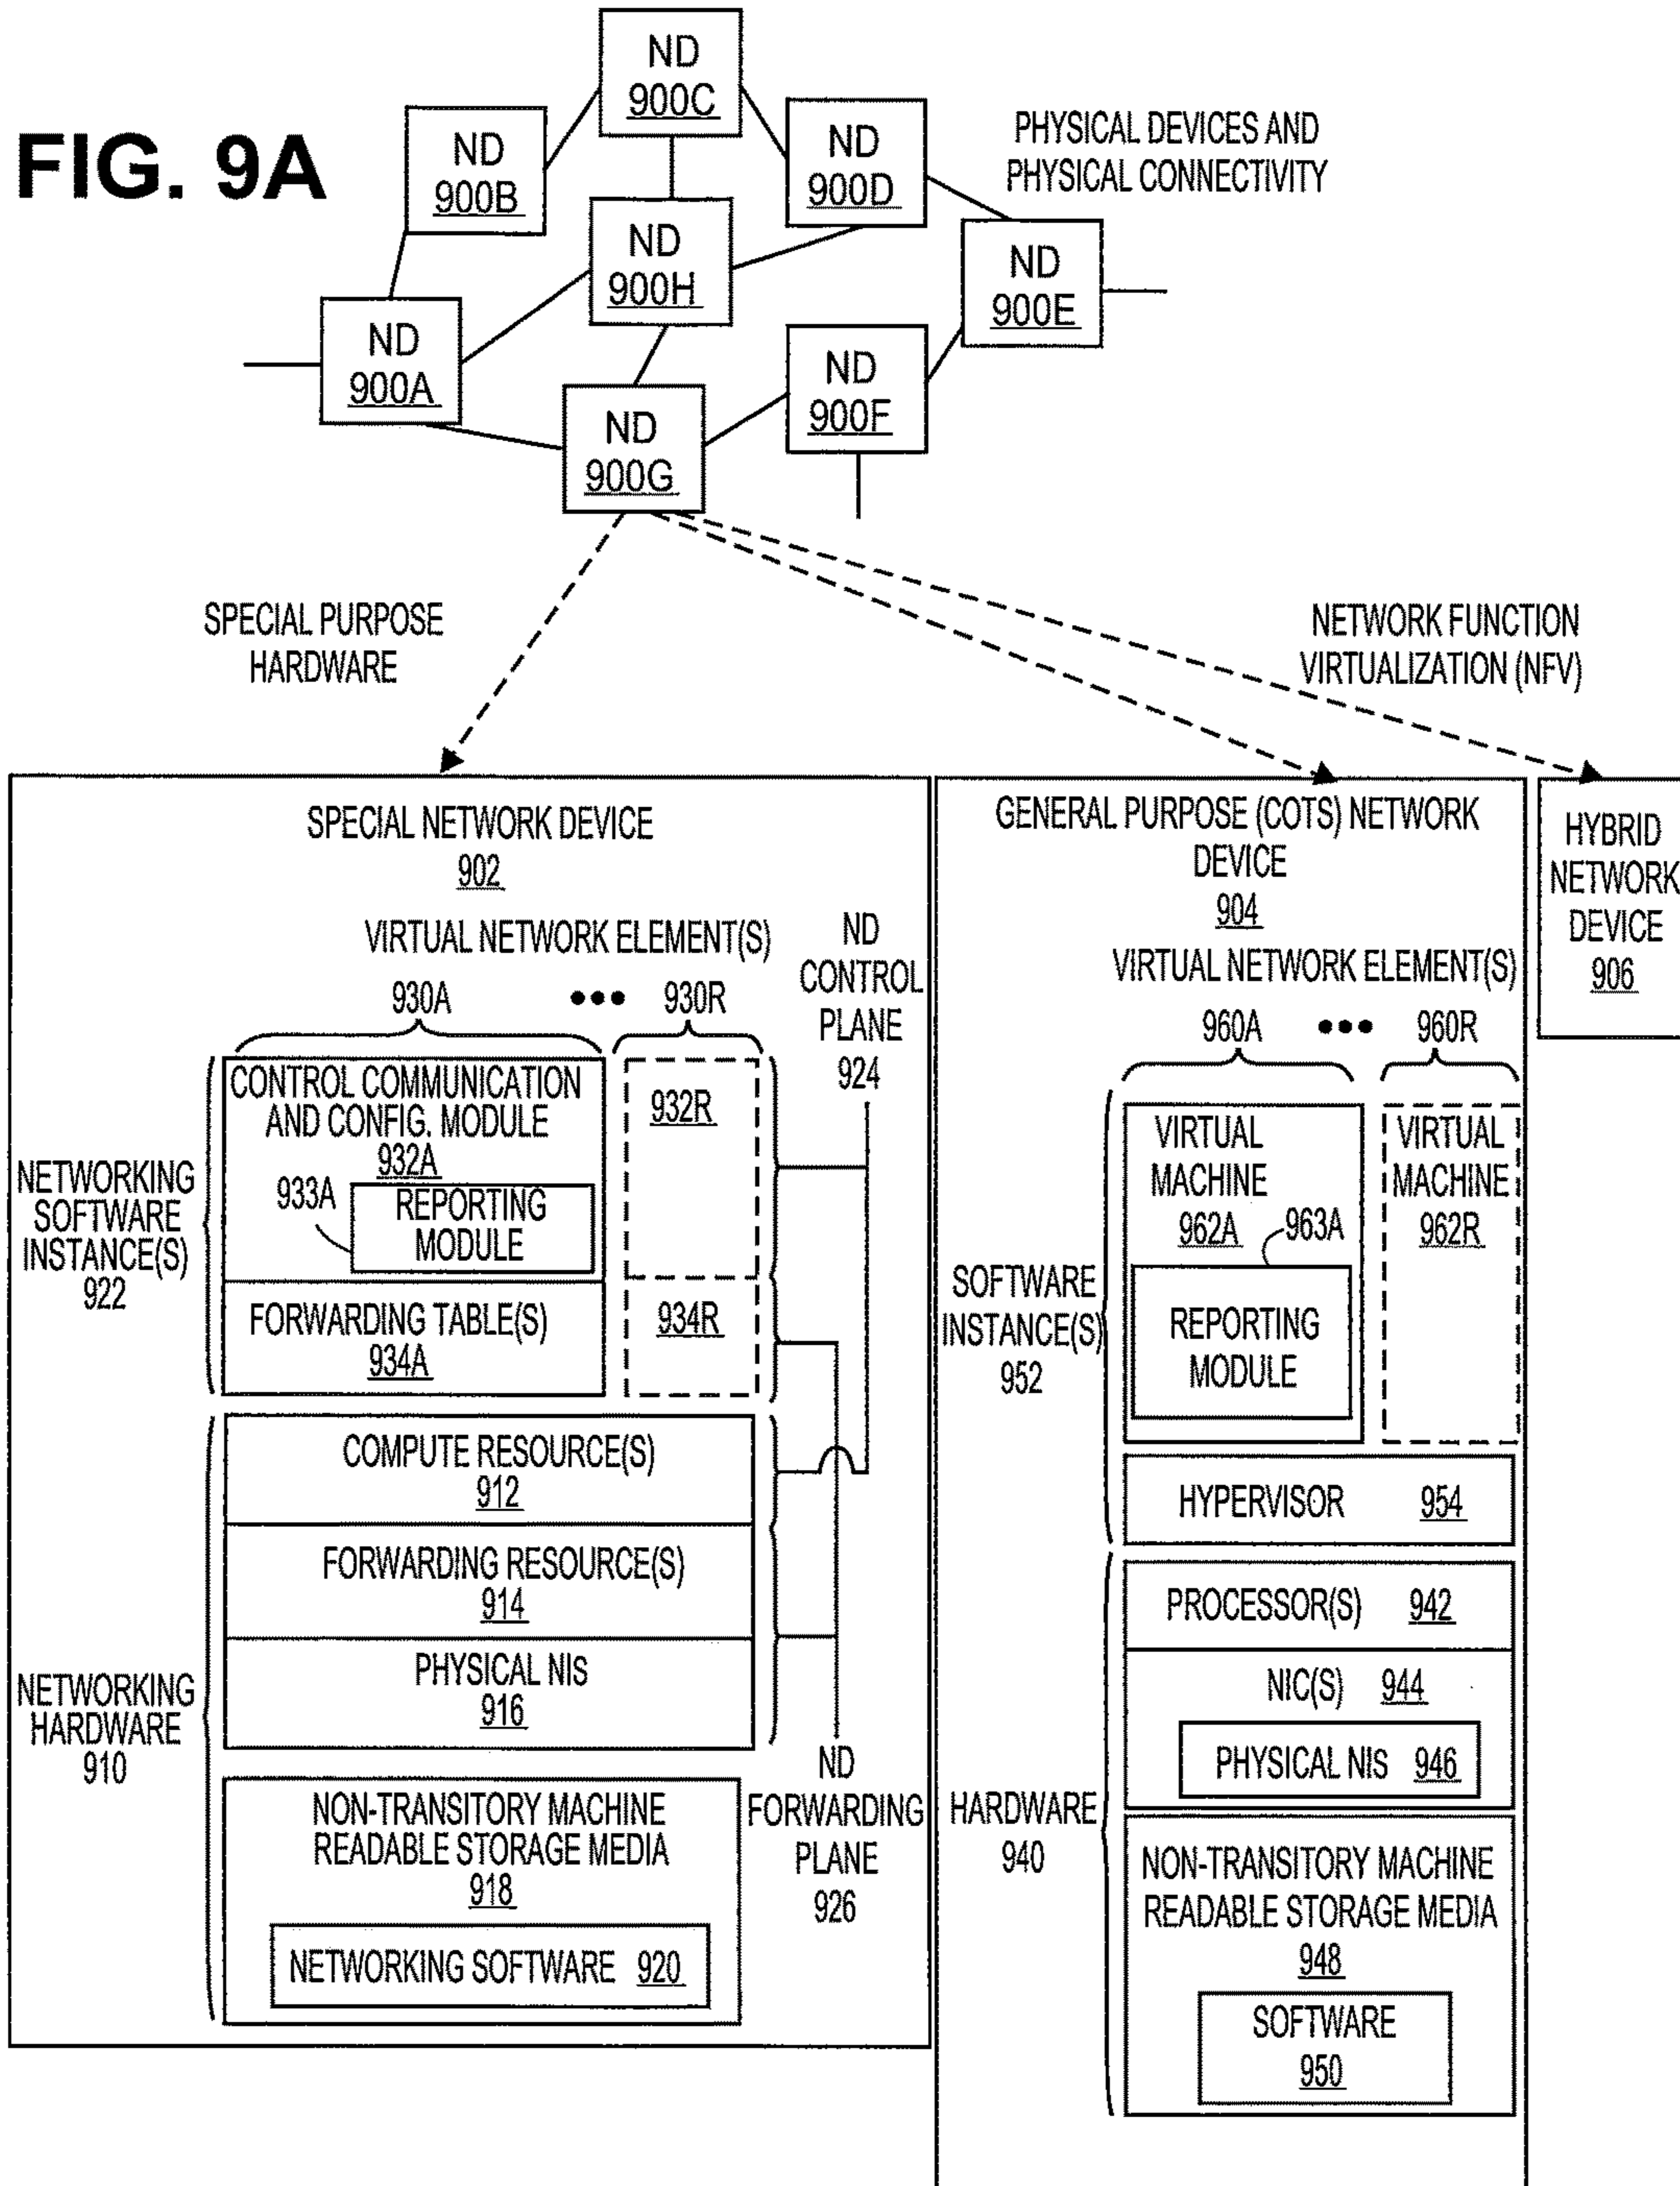 FIG. 9A
ND
900C
ND
900B
ND
900D
PHYSICAL DEVICES AND
PHYSICAL CONNECTIVITY
ND
900H
ND
900E
ND
900A
ND
900F
ND
900G
SPECIAL PURPOSE
HARDWARE
NETWORK FUNCTION
VIRTUALIZATION (NFV)
SPECIAL NETWORK DEVICE
902
VIRTUAL NETWORK ELEMENT(S)
930A
•••
930R
ND
CONTROL
PLANE
924
CONTROL COMMUNICATION
AND CONFIG. MODULE
932A
933A
REPORTING
MODULE
932R
NETWORKING
SOFTWARE
INSTANCE(S)
922
FORWARDING TABLE(S)
934A
934R
COMPUTE RESOURCE(S)
912
FORWARDING RESOURCE(S)
914
PHYSICAL NIS
916
NETWORKING
HARDWARE
910
ND
FORWARDING
PLANE
926
NON-TRANSITORY MACHINE
READABLE STORAGE MEDIA
918
NETWORKING SOFTWARE 920
GENERAL PURPOSE (COTS) NETWORK
DEVICE
904
VIRTUAL NETWORK ELEMENT(S)
960A
•••
960R
VIRTUAL
MACHINE
962A
963A
REPORTING
MODULE
VIRTUAL
MACHINE
962R
SOFTWARE
INSTANCE(S)
952
HYPERVISOR 954
PROCESSOR(S) 942
NIC(S) 944
PHYSICAL NIS 946
HARDWARE
940
NON-TRANSITORY MACHINE
READABLE STORAGE MEDIA
948
SOFTWARE
950
HYBRID
NETWORK
DEVICE
906